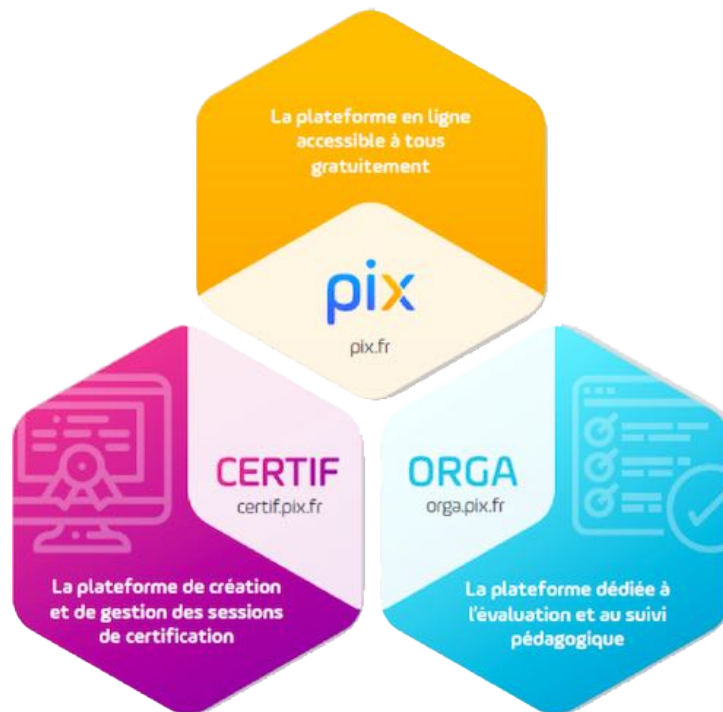 La plateforme en ligne
accessible à tous
gratuitement
pix
pix.fr
CERTIF
certif.pix.fr
La plateforme de création
et de gestion des sessions
de certification
ORGA
orga.pix.fr
La plateforme dédiée à
l'évaluation et au suivi
pédagogique